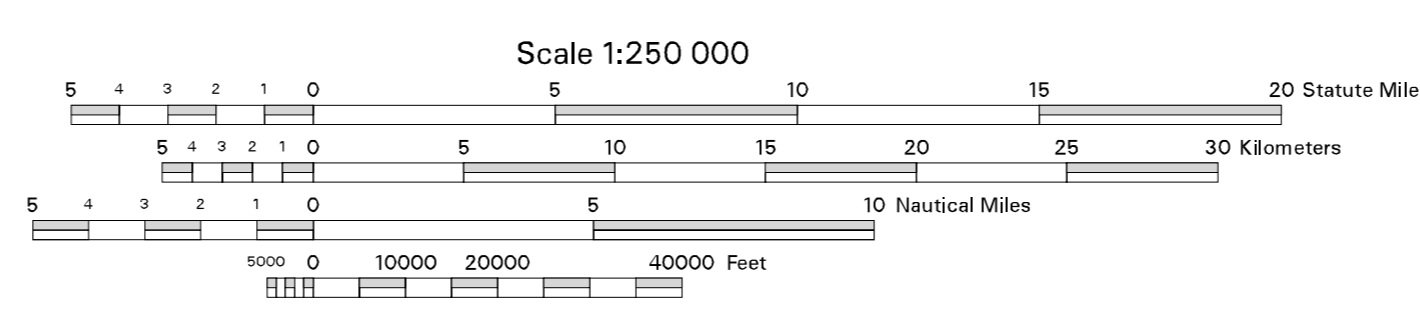 Scale 1:250 000
5 4 3 2 1 0 5 10 15 20 Statute Mile
5 4 3 2 1 0 5 10 15 20 25 30 Kilometers
5 4 3 2 1 0 5 10 Nautical Miles
5000 0 10000 20000 40000 Feet